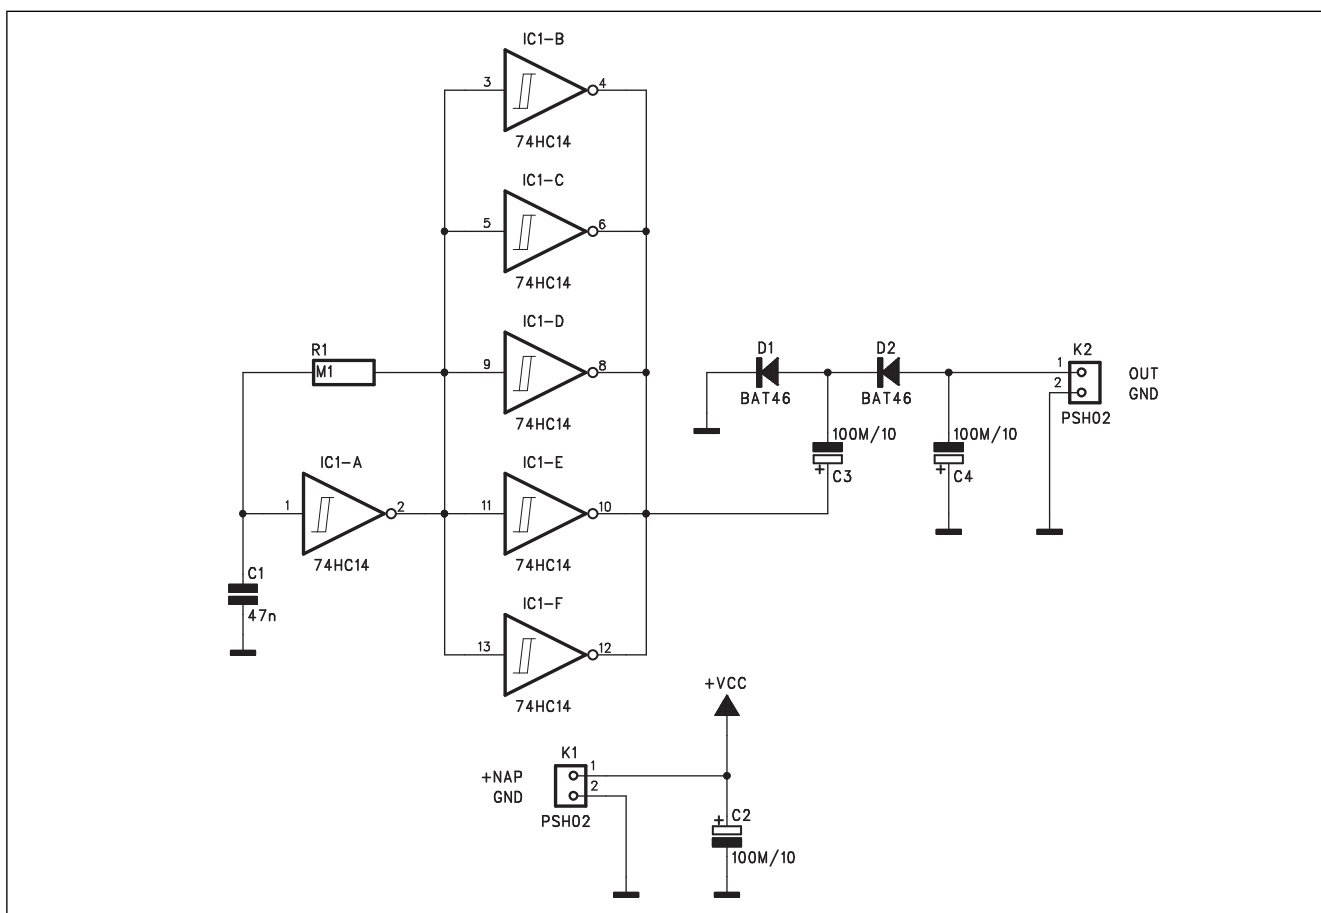 IC1-B
3
4
74HC14
IC1-C
5
6
74HC14
IC1-D
9
8
74HC14
R1
M1
IC1-A
1
2
74HC14
C1
47n
IC1-E
11
10
74HC14
IC1-F
13
12
74HC14
D1
BAT46
D2
BAT46
K2
1
2
OUT
GND
PSH02
100M/10
+
C3
100M/10
+
C4
+VCC
K1
+NAP
GND
1
2
PSH02
+
C2
100M/10